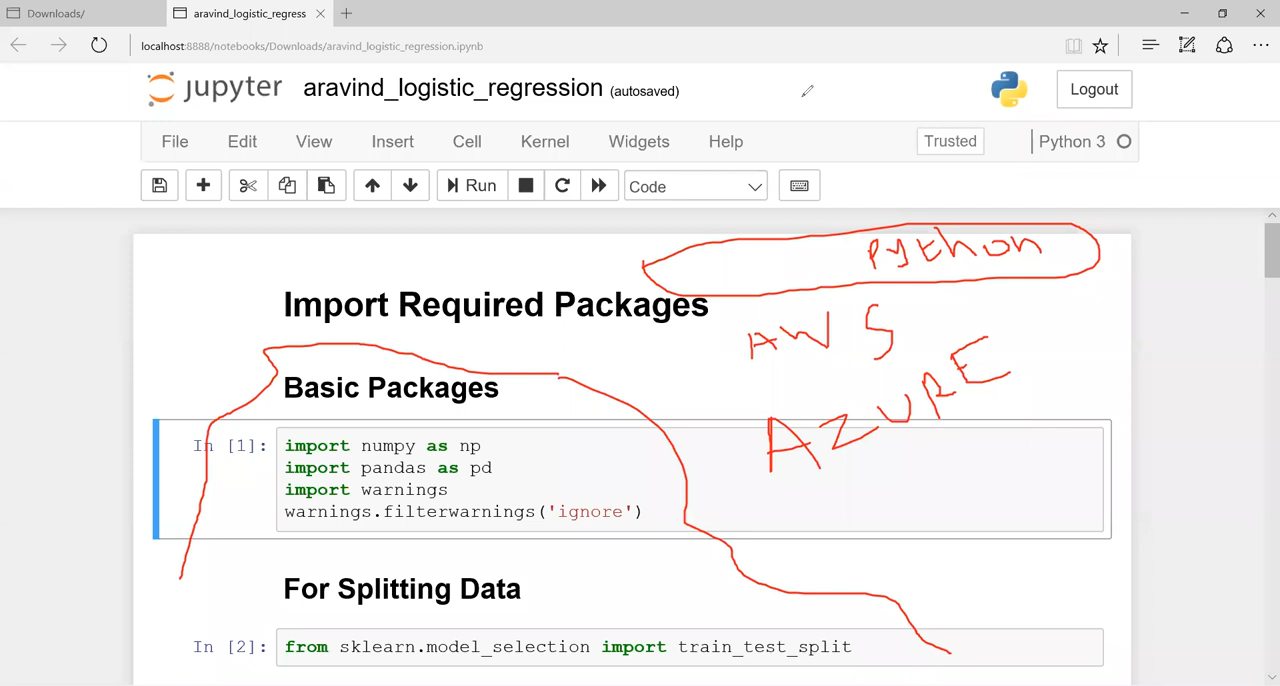 Downloads/
aravind_logistic_regress
localhost:8888/notebooks/Downloads/aravind_logistic_regression.ipynb
jupyter aravind_logistic_regression (autosaved) Logout
File Edit View Insert Cell Kernel Widgets Help Trusted Python 3
Run Code
Python
Import Required Packages
AWS
AZURE
Basic Packages
In [1]: import numpy as np
import pandas as pd
import warnings
warnings.filterwarnings('ignore')
For Splitting Data
In [2]: from sklearn.model_selection import train_test_split